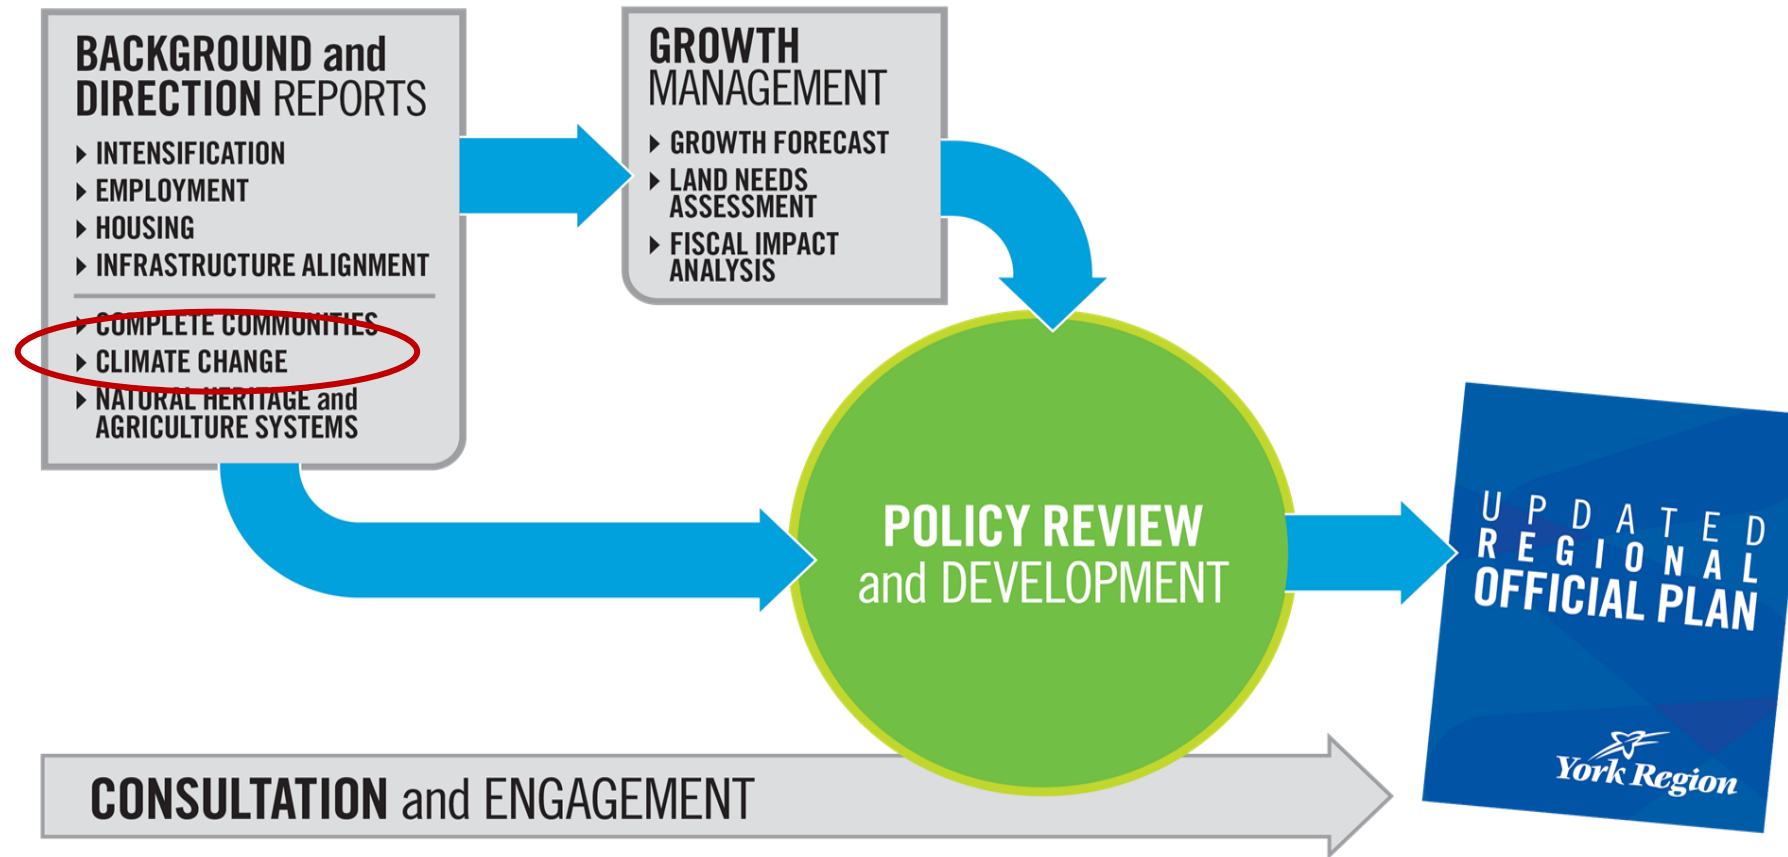 BACKGROUND and
DIRECTION REPORTS
INTENSIFICATION
EMPLOYMENT
HOUSING
INFRASTRUCTURE ALIGNMENT
COMPLETE COMMUNITIES
CLIMATE CHANGE
NATURAL HERITAGE and
AGRICULTURE SYSTEMS
GROWTH
MANAGEMENT
GROWTH FORECAST
LAND NEEDS
ASSESSMENT
FISCAL IMPACT
ANALYSIS
POLICY REVIEW
and DEVELOPMENT
UPDATED
REGIONAL
OFFICIAL PLAN
York Region
CONSULTATION and ENGAGEMENT